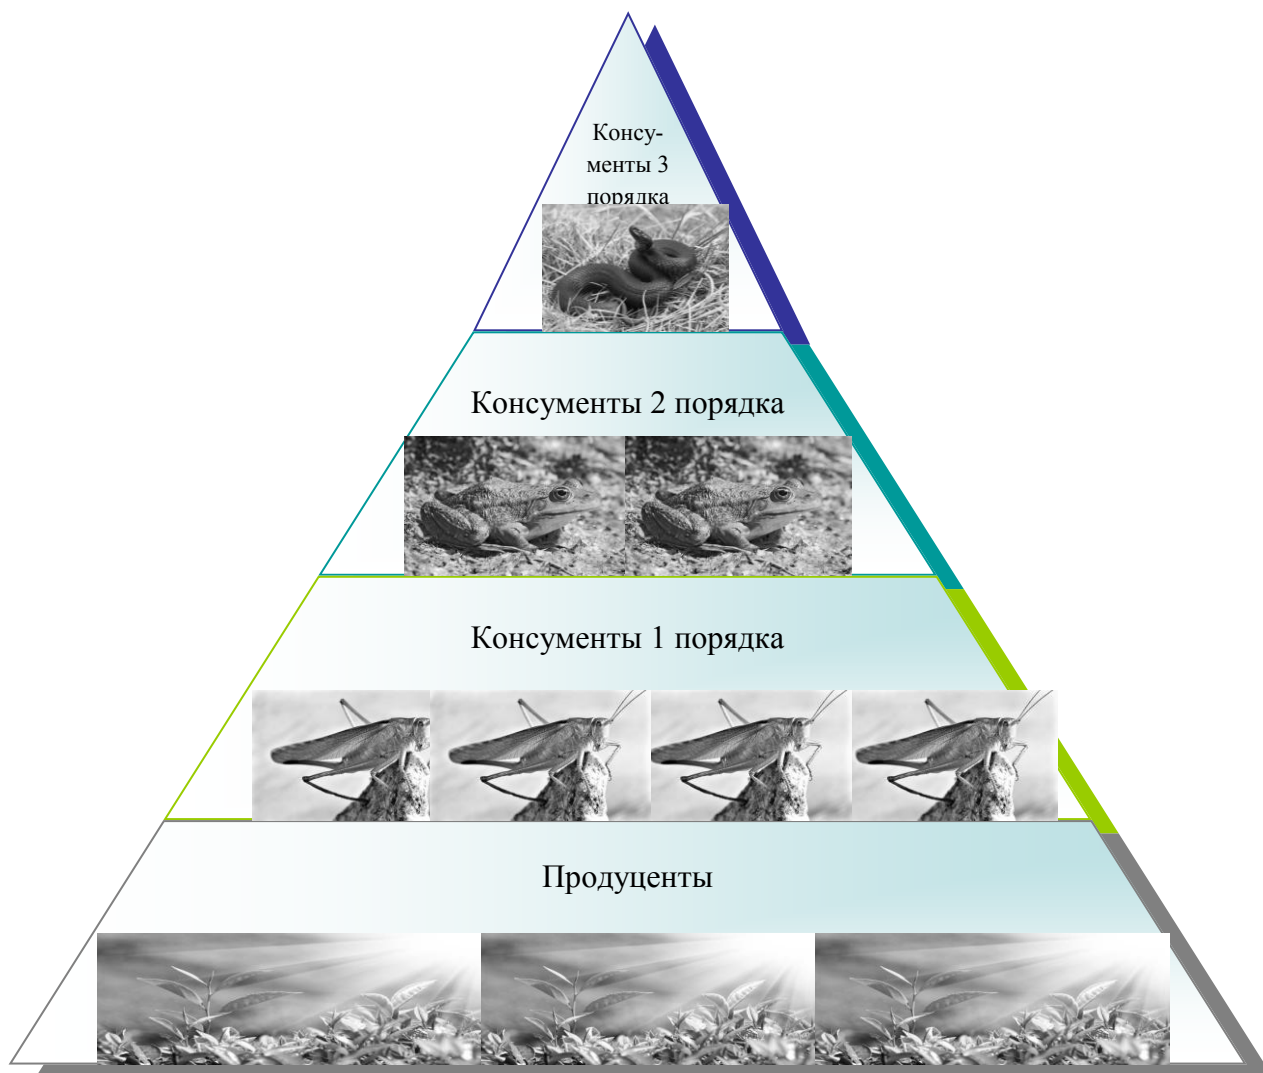 Консу-
менты 3
порядка
Консументы 2 порядка
Консументы 1 порядка
Продуценты